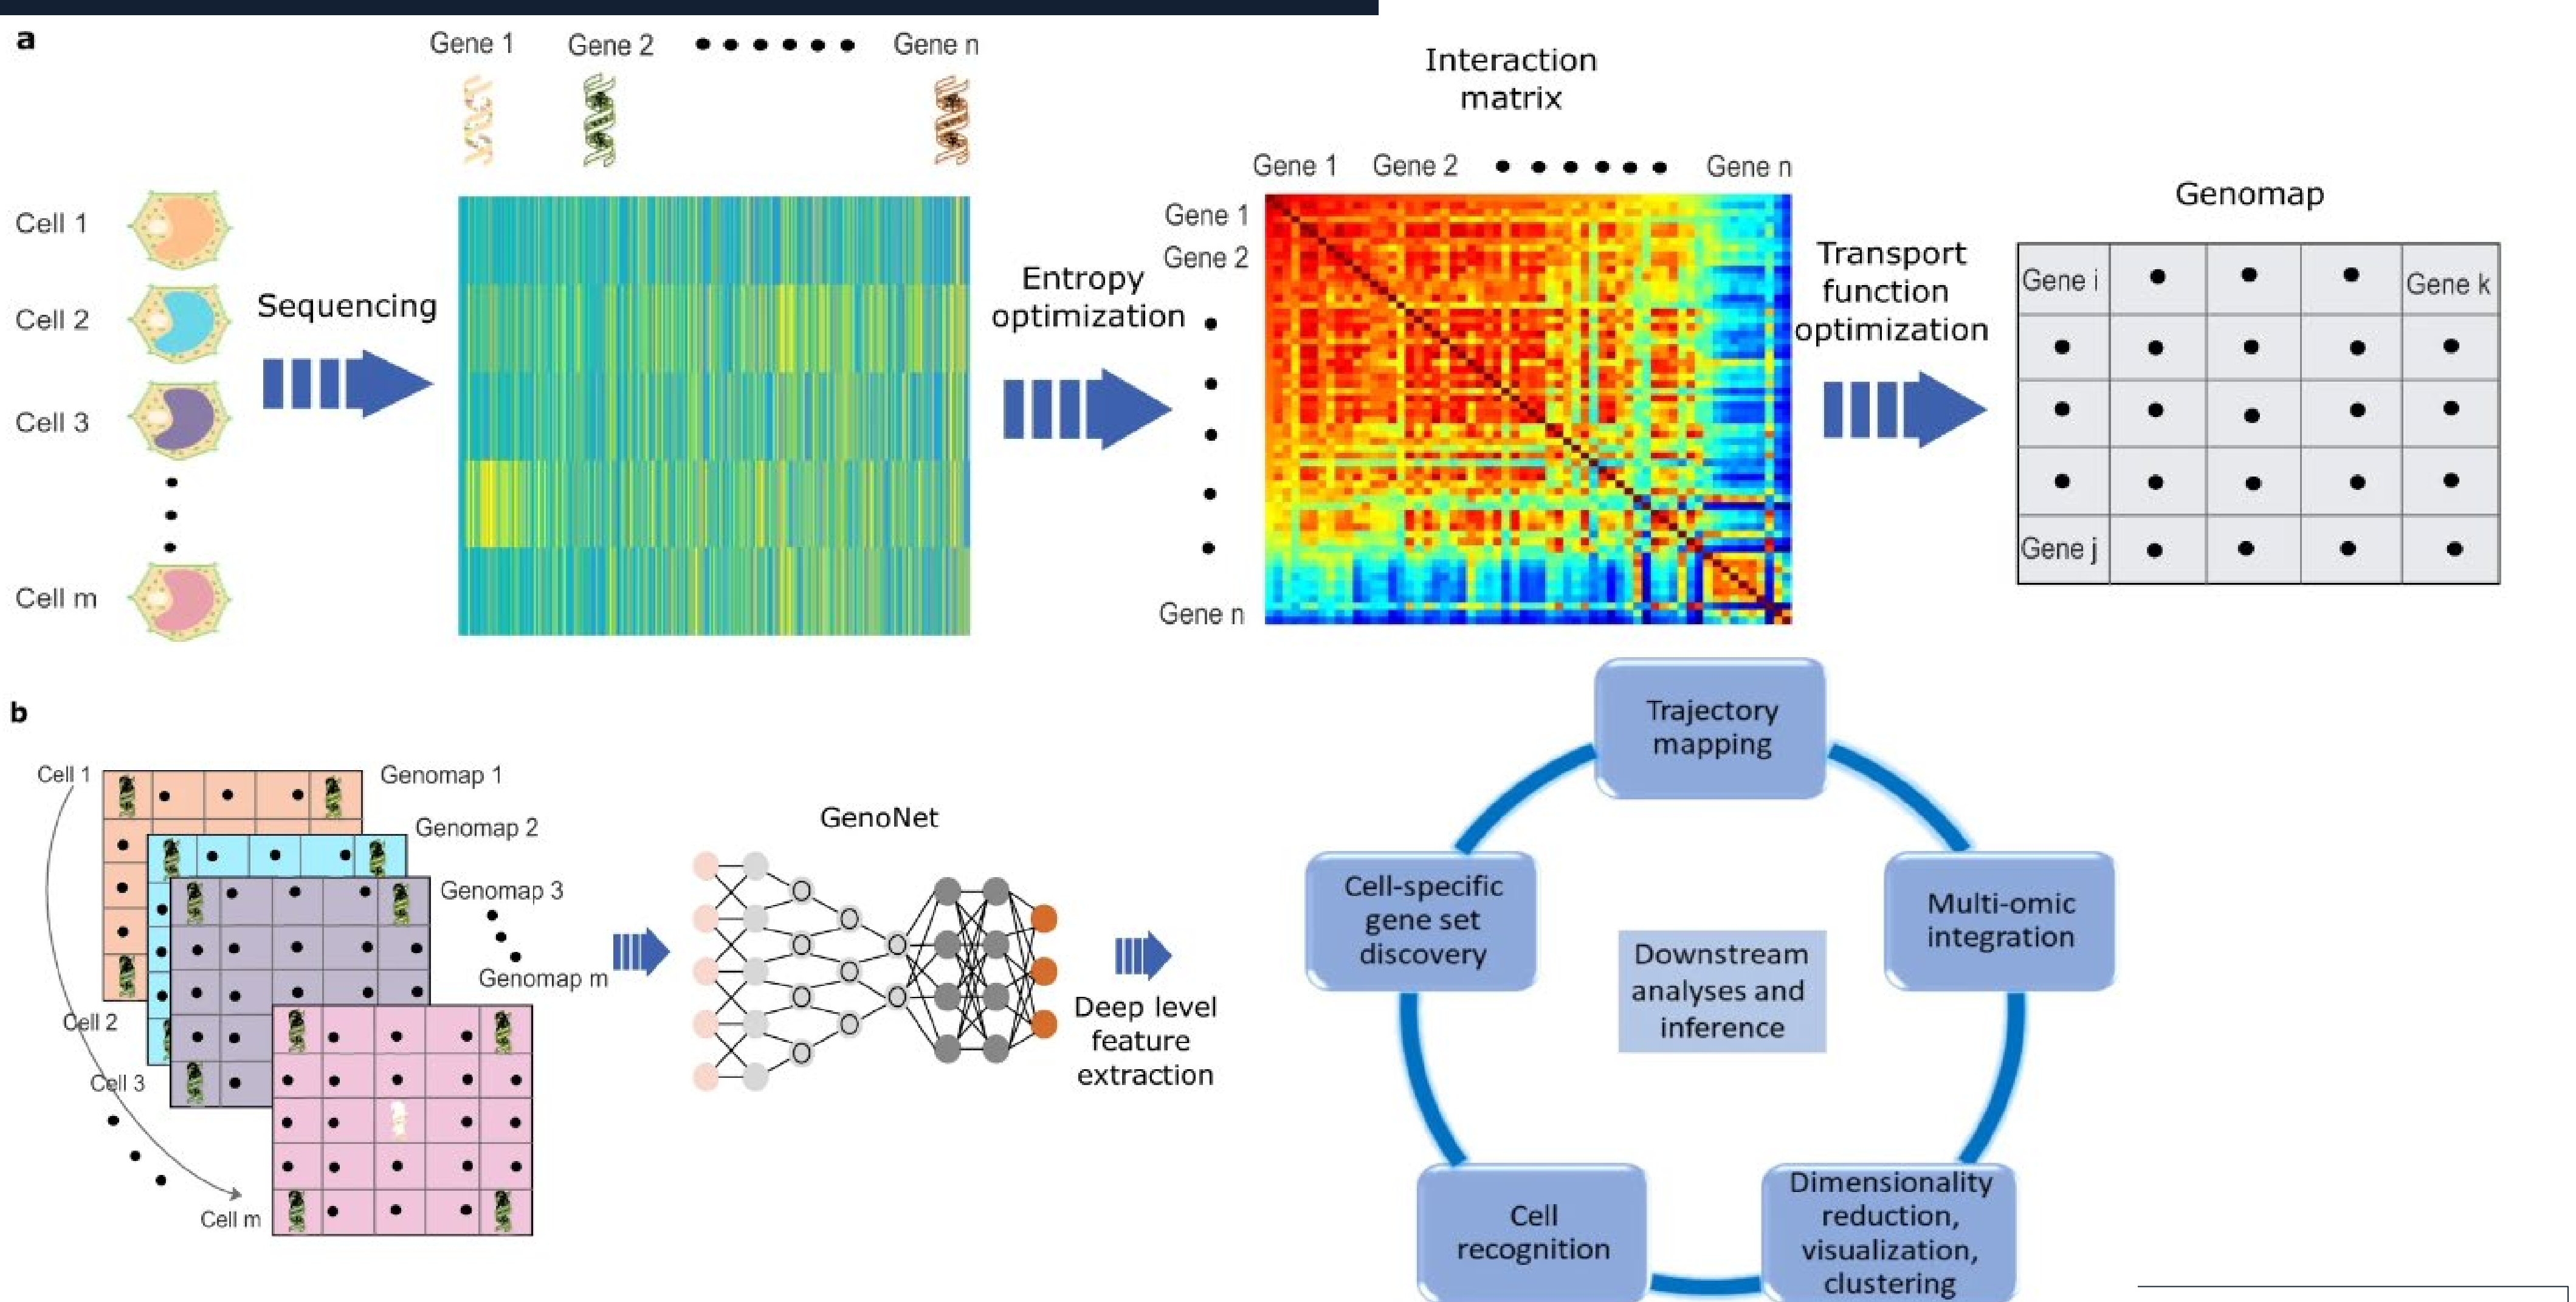 a
Gene 1 Gene 2 Gene n
Cell 1
Cell 2
Cell 3
Cell m
Sequencing
Entropy
optimization
Interaction
matrix
Gene 1 Gene 2 Gene n
Gene 1
Gene 2
Gene n
Transport
function
optimization
Genomap
Gene i Gene k
Gene j
b
Cell 1
Cell 2
Cell 3
Cell m
Genomap 1
Genomap 2
Genomap 3
Genomap m
GenoNet
Deep level
feature
extraction
Trajectory
mapping
Cell-specific
gene set
discovery
Multi-omic
integration
Downstream
analyses and
inference
Cell
recognition
Dimensionality
reduction,
visualization,
clustering